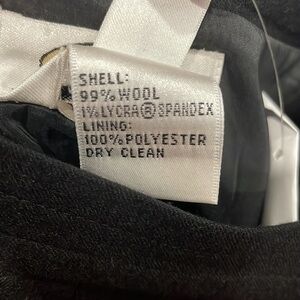 SHELL:
99% WOOL
1% LYCRA® SPANDEX
LINING:
100% POLYESTER
DRY CLEAN